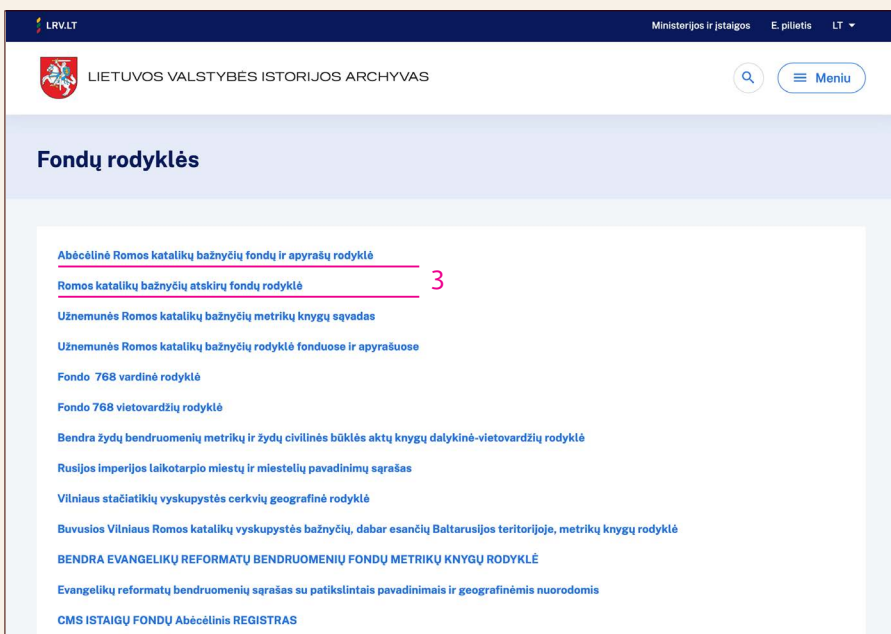 LRV.LT
Ministerijos ir įstaigos E. pilietis LT
LIETUVOS VALSTYBĖS ISTORIJOS ARCHYVAS
Meniu
Fondų rodyklės
Abėcėlinė Romos katalikų bažnyčių fondų ir apyrašų rodyklė
3
Romos katalikų bažnyčių atskirų fondų rodyklė
Užnemunės Romos katalikų bažnyčių metrikų knygų sąvadas
Užnemunės Romos katalikų bažnyčių rodyklė fonduose ir apyrašuose
Fondo 768 vardinė rodyklė
Fondo 768 vietovardžių rodyklė
Bendra žydų bendruomenių metrikų ir žydų civilinės būklės aktų knygų dalykinė-vietovardžių rodyklė
Rusijos imperijos laikotarpio miestų ir miestelių pavadinimų sąrašas
Vilniaus stačiatikių vyskupystės cerkvių geografinė rodyklė
Buvusios Vilniaus Romos katalikų vyskupystės bažnyčių, dabar esančių Baltarusijos teritorijoje, metrikų knygų rodyklė
BENDRA EVANGELIKŲ REFORMATŲ BENDRUOMENIŲ FONDŲ METRIKŲ KNYGŲ RODYKLĖ
Evangelikų reformatų bendruomenių sąrašas su patikslintais pavadinimais ir geografinėmis nuorodomis
CMS ISTAIGŲ FONDŲ Abėcėlinis REGISTRAS